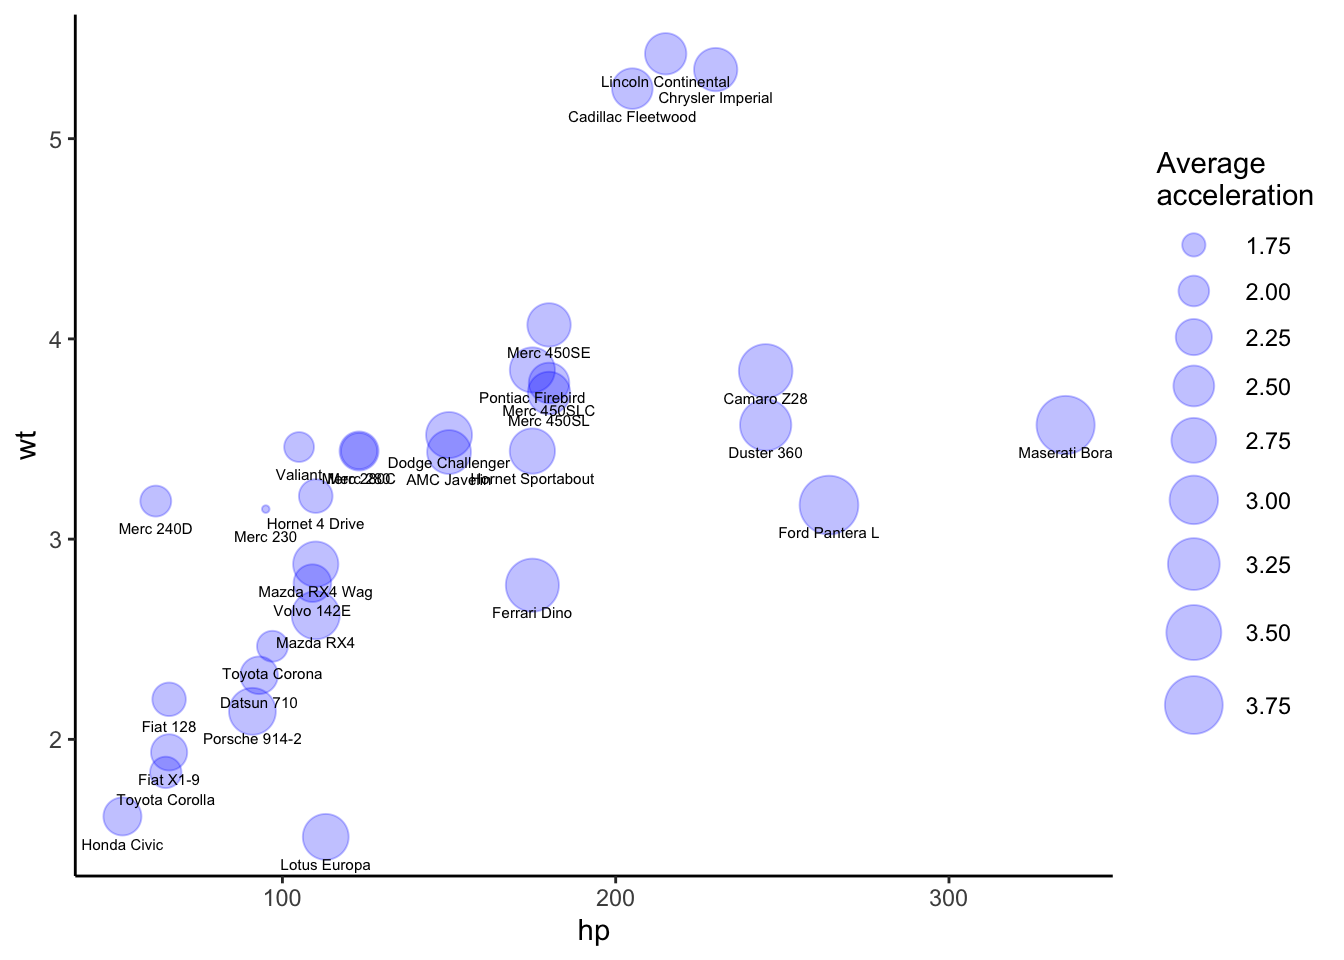 Lincoln Continental
Chrysler Imperial
Cadillac Fleetwood
5
Average
acceleration
1.75
2.00
2.25
4
Merc 450SE
2.50
Pontiac Firebird
Camaro Z28
Merc 450SLC
Merc 450SL
2.75
wt
Duster 360
Maserati Bora
Dodge Challenger
Valiant
Merc 280
Merc 280C
AMC Javelin
Hornet Sportabout
3.00
Hornet 4 Drive
Merc 240D
Ford Pantera L
Merc 230
3
3.25
Mazda RX4 Wag
Volvo 142E
Ferrari Dino
3.50
Mazda RX4
Toyota Corona
Datsun 710
3.75
Fiat 128
Porsche 914-2
2
Fiat X1-9
Toyota Corolla
Honda Civic
Lotus Europa
100
200
300
hp